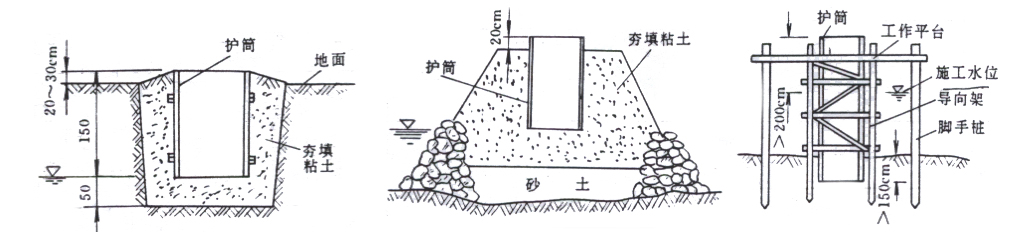 护筒
地面
20～30cm
150
50
夯填
粘土
20cm
护筒
夯填粘土
砂 土
护筒
工作平台
施工水位
导向架
脚手桩
>200cm
>150cm